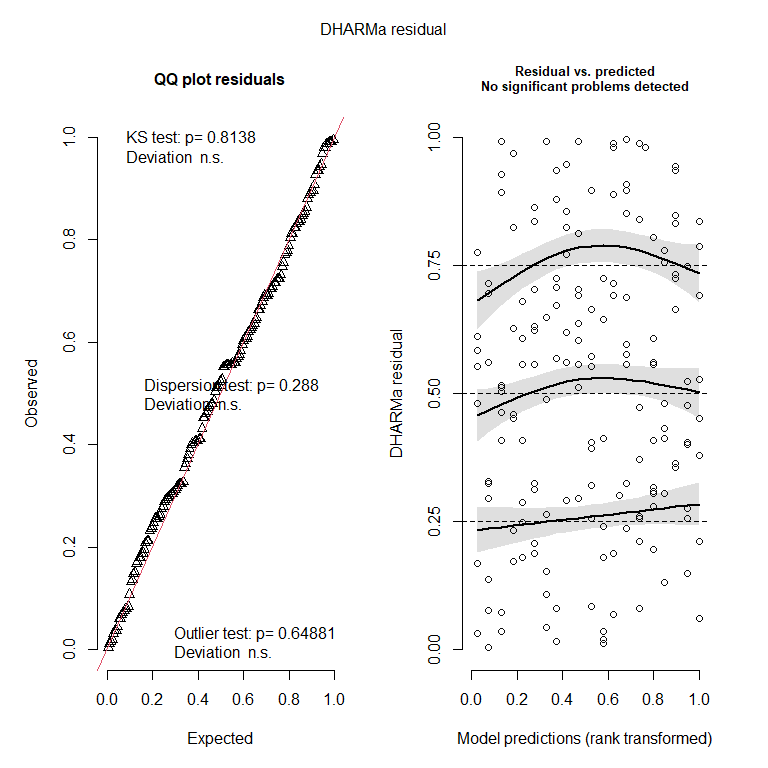 DHARMa residual
QQ plot residuals
KS test: p= 0.8138
Deviation n.s.
Dispersion test: p= 0.288
Deviation n.s.
Outlier test: p= 0.64881
Deviation n.s.
Observed
1.0
0.8
0.6
0.4
0.2
0.0
0.0 0.2 0.4 0.6 0.8 1.0
Expected
Residual vs. predicted
No significant problems detected
DHARMa residual
1.00
0.75
0.50
0.25
0.00
0.0 0.2 0.4 0.6 0.8 1.0
Model predictions (rank transformed)